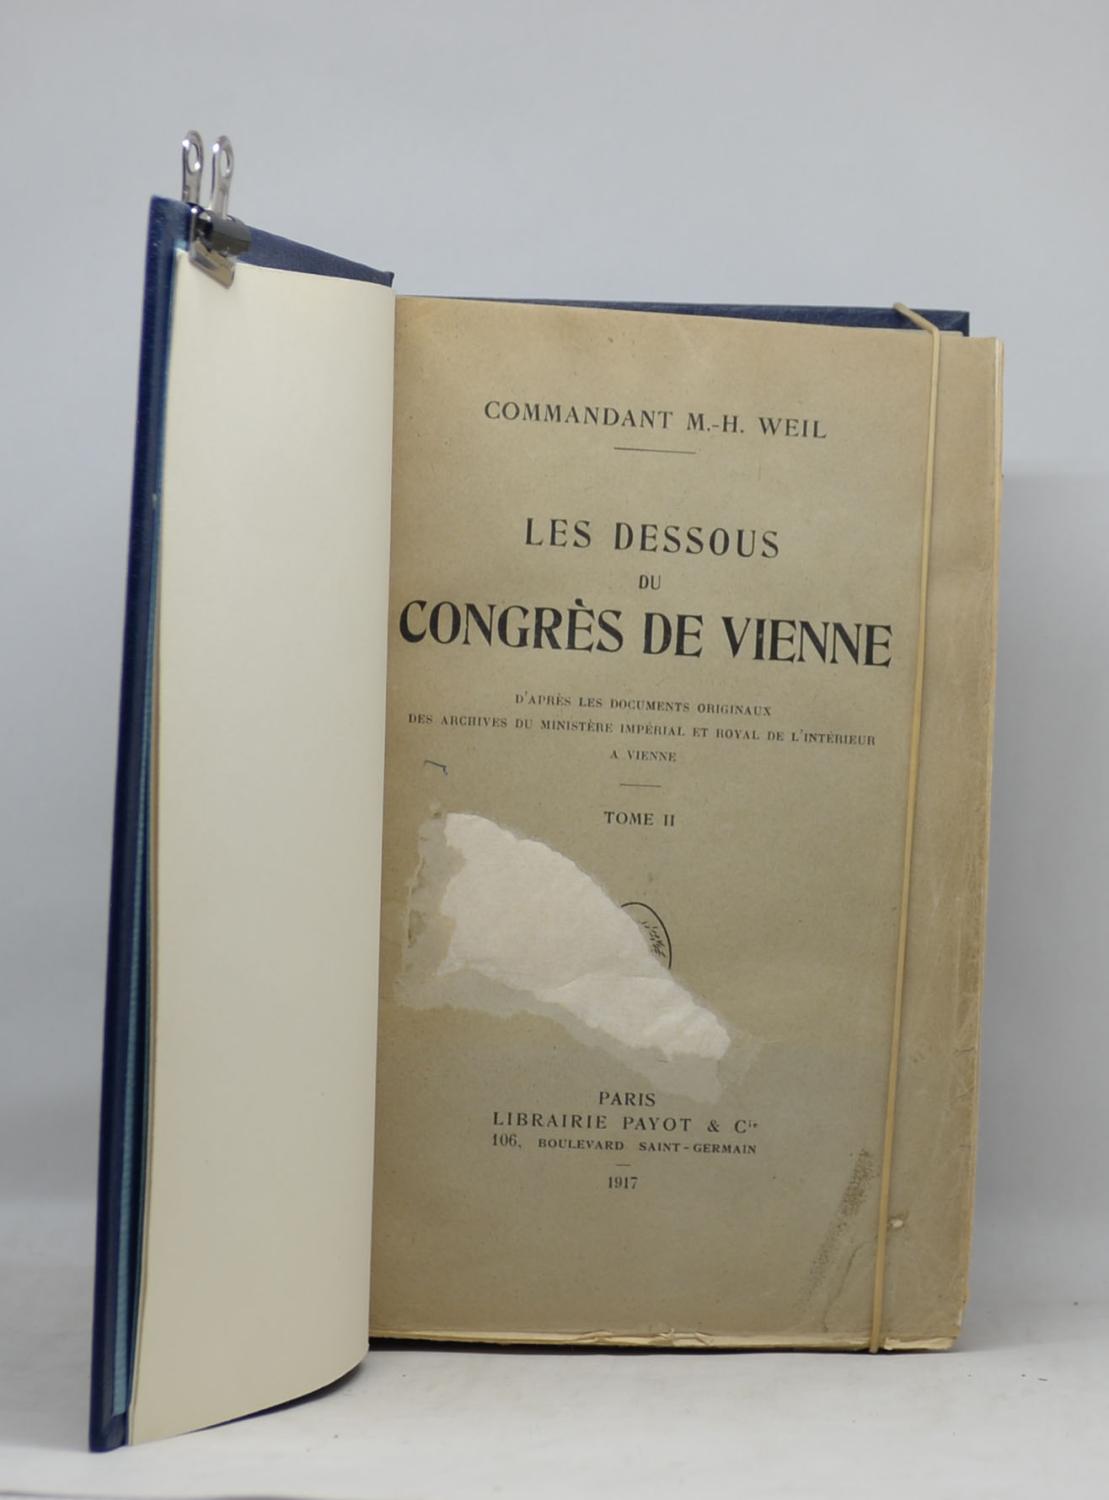 COMMANDANT M.-H. WEIL
LES DESSOUS
DU
CONGRÈS DE VIENNE
D'APRÈS LES DOCUMENTS ORIGINAUX
DES ARCHIVES DU MINISTÈRE IMPÉRIAL ET ROYAL DE L'INTÉRIEUR
A VIENNE
TOME II
PARIS
LIBRAIRIE PAYOT & Cie
106, BOULEVARD SAINT-GERMAIN
1917